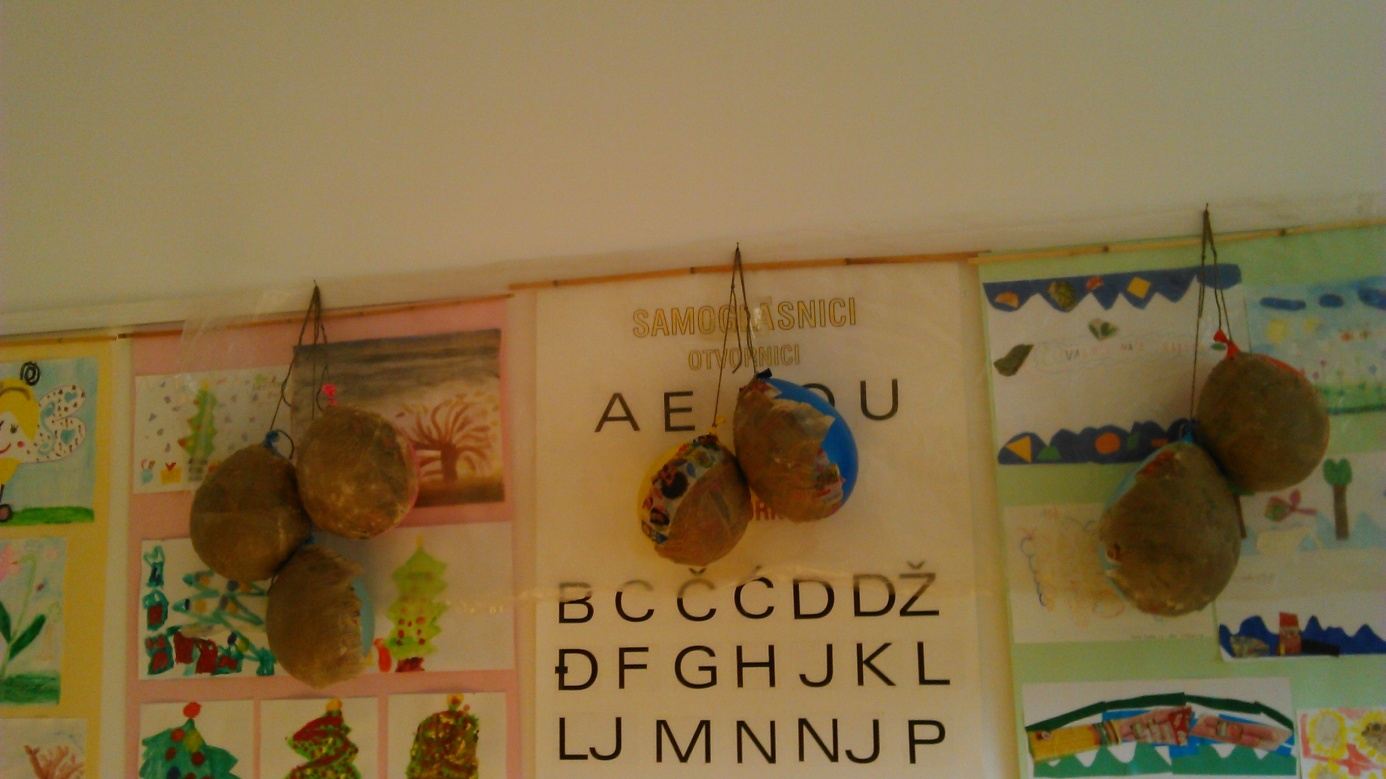 SAMOGLASNICI
OTVORNICI
A E O U
B C Č Ć D DŽ
Đ F G H J K L
LJ M N NJ P